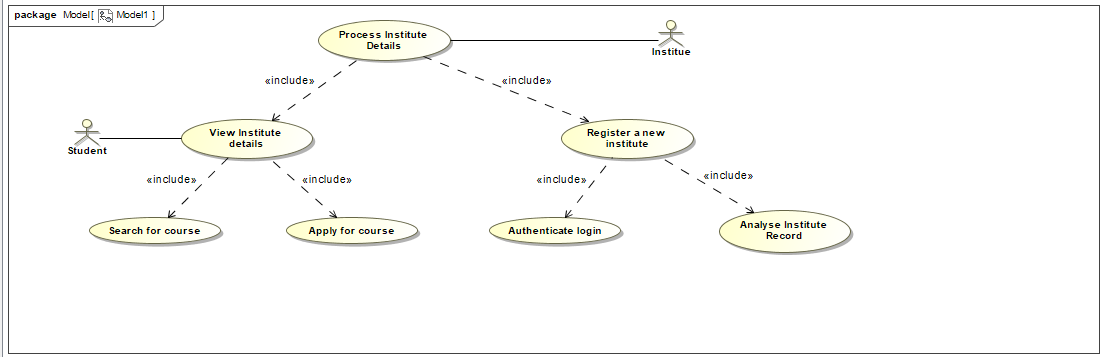 package Model[ Model1 ]
Process Institute
Details
Institue
«include»
«include»
Student
View Institute
details
Register a new
institute
«include»
«include»
«include»
«include»
Search for course
Apply for course
Authenticate login
Analyse Institute
Record